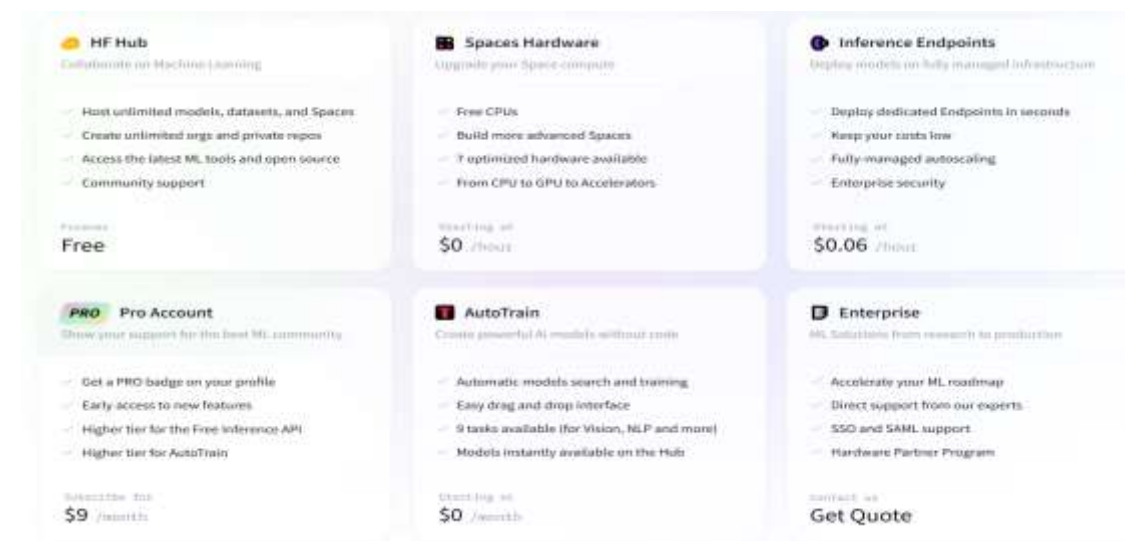 HF Hub
Collaborate on Machine Learning
Host unlimited models, datasets, and Spaces
Create unlimited orgs and private repos
Access the latest ML tools and open source
Community support
Forever
Free
Spaces Hardware
Upgrade your Space compute
Free CPUs
Build more advanced Spaces
7 optimized hardware available
From CPU to GPU to Accelerators
Starting at
$0 /hour
Inference Endpoints
Deploy models on fully managed infrastructure
Deploy dedicated Endpoints in seconds
Keep your costs low
Fully-managed autoscaling
Enterprise security
Starting at
$0.06 /hour
PRO Pro Account
Show your support for the best ML community
Get a PRO badge on your profile
Early access to new features
Higher tier for the Free Inference API
Higher tier for AutoTrain
Subscribe for
$9 /month
AutoTrain
Create powerful AI models without code
Automatic models search and training
Easy drag and drop interface
9 tasks available (for Vision, NLP and more)
Models instantly available on the Hub
Starting at
$0 /month
Enterprise
ML Solutions from research to production
Accelerate your ML roadmap
Direct support from our experts
SSO and SAML support
Hardware Partner Program
Contact us
Get Quote